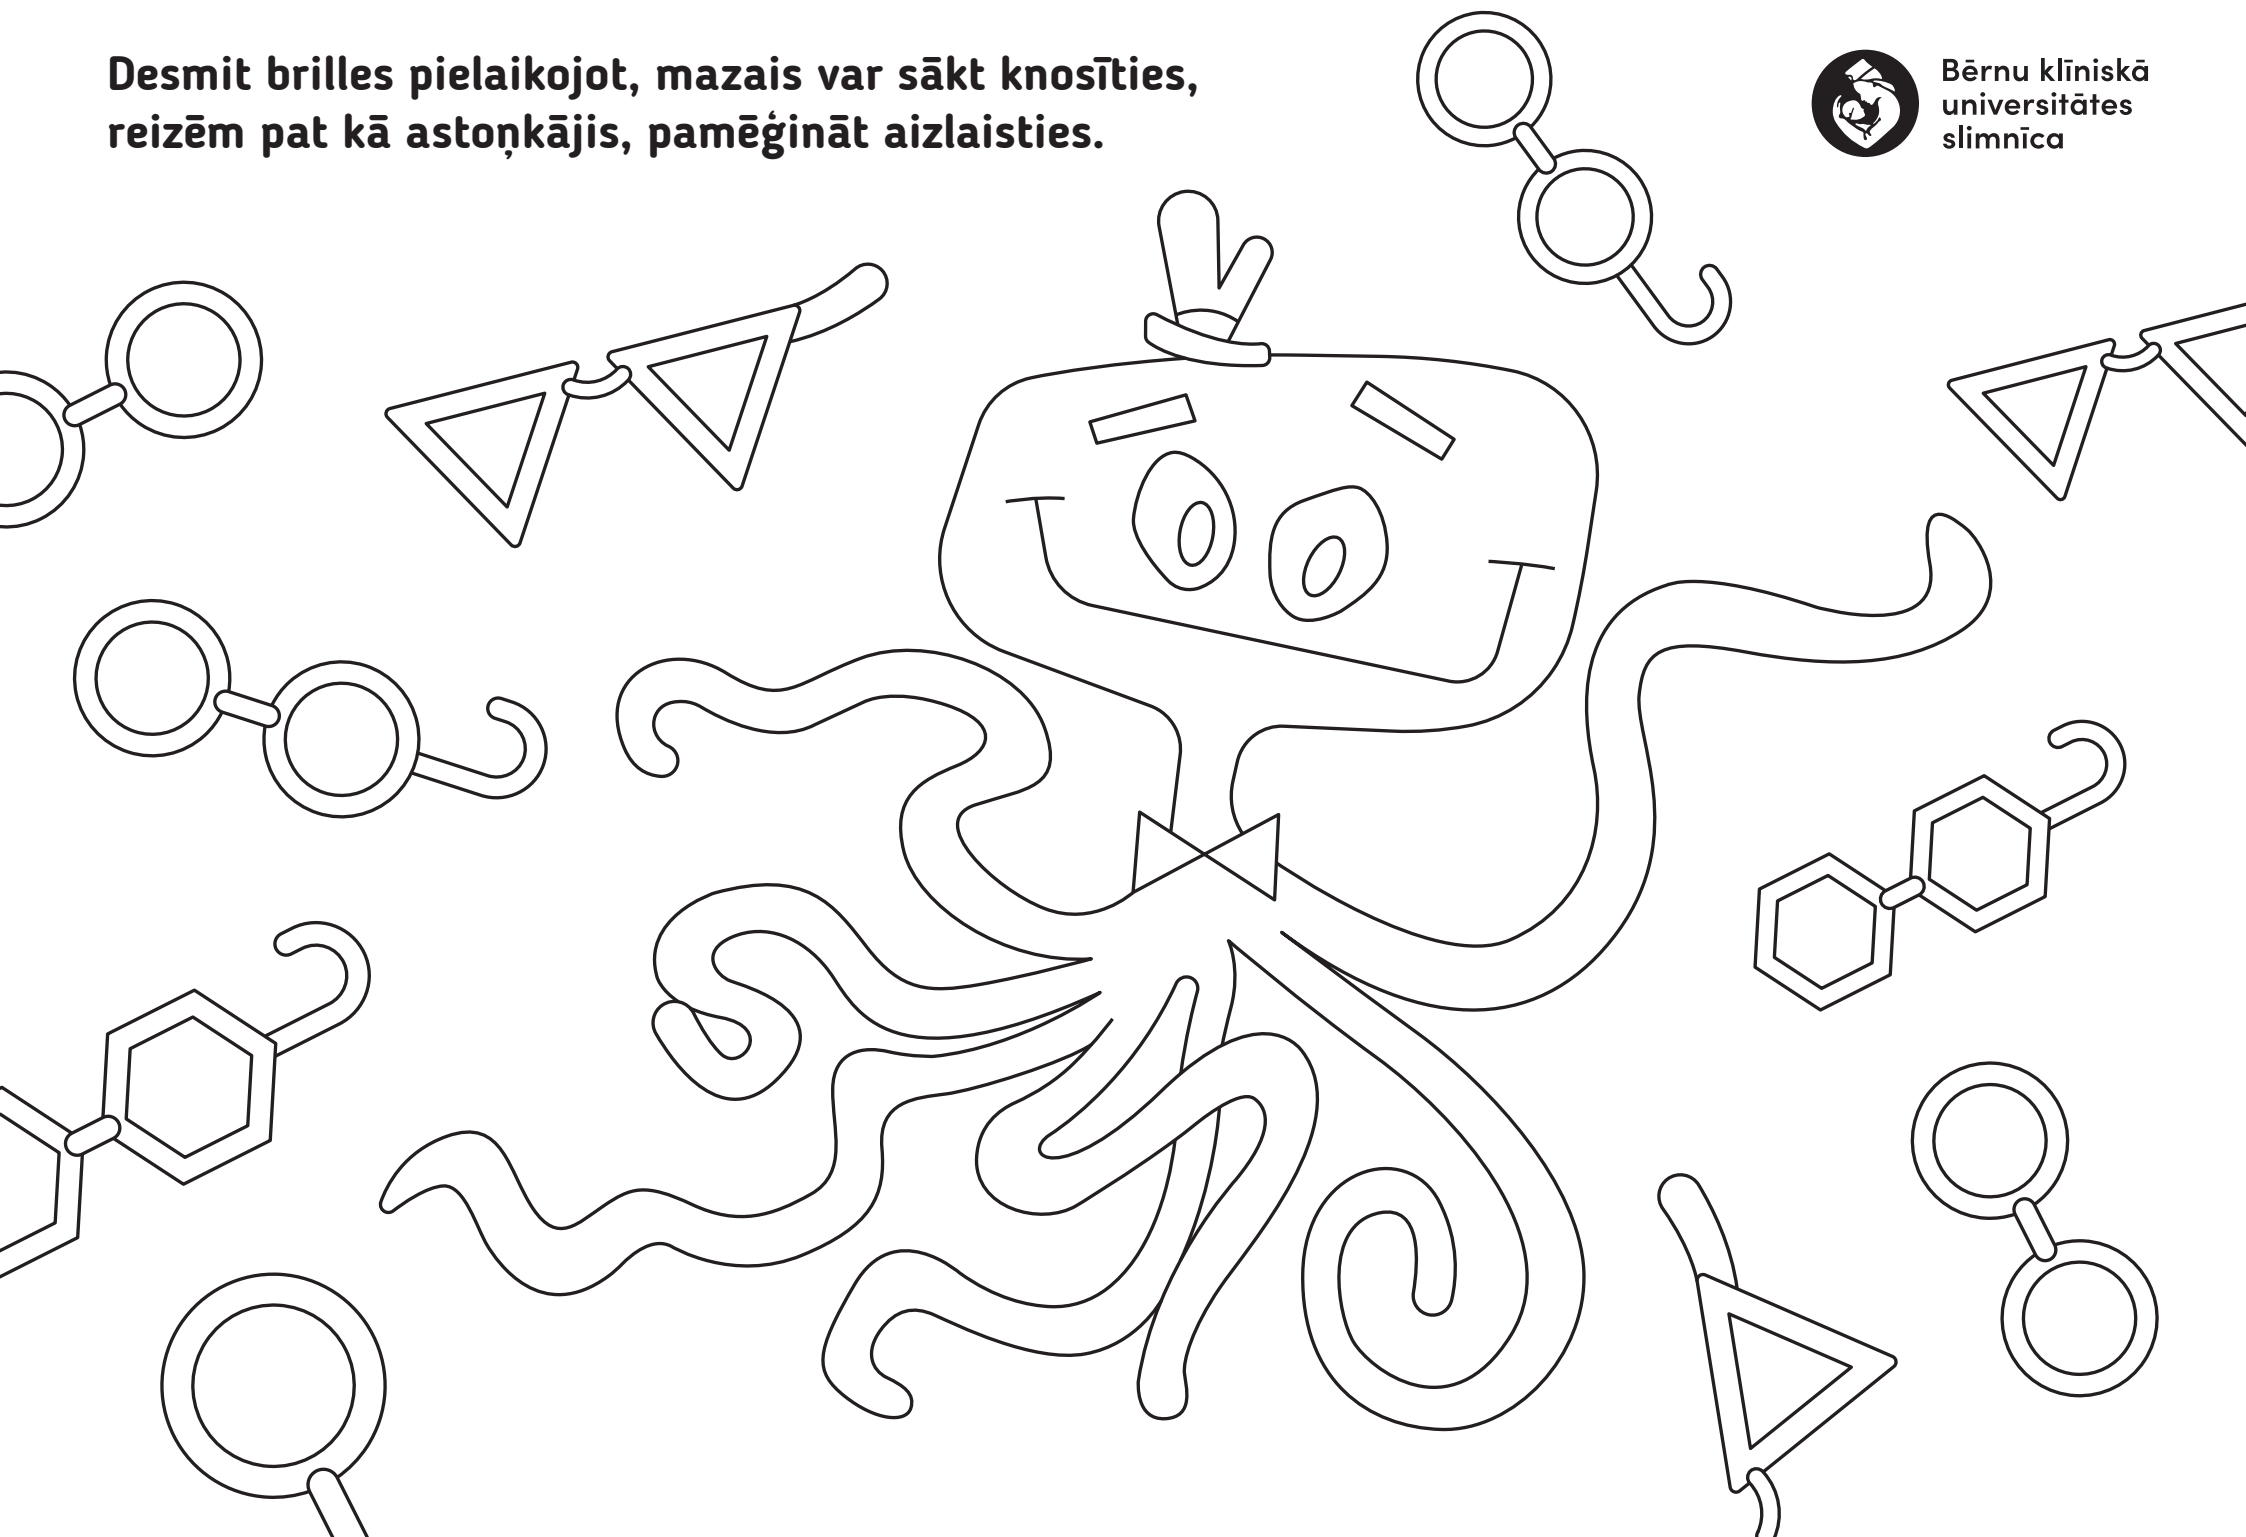 Desmit brilles pielaikojot, mazais var sākt knosīties,
reizēm pat kā astoņkājis, pamēģināt aizlaisties.
Bērnu klīniskā
universitātes
slimnīca